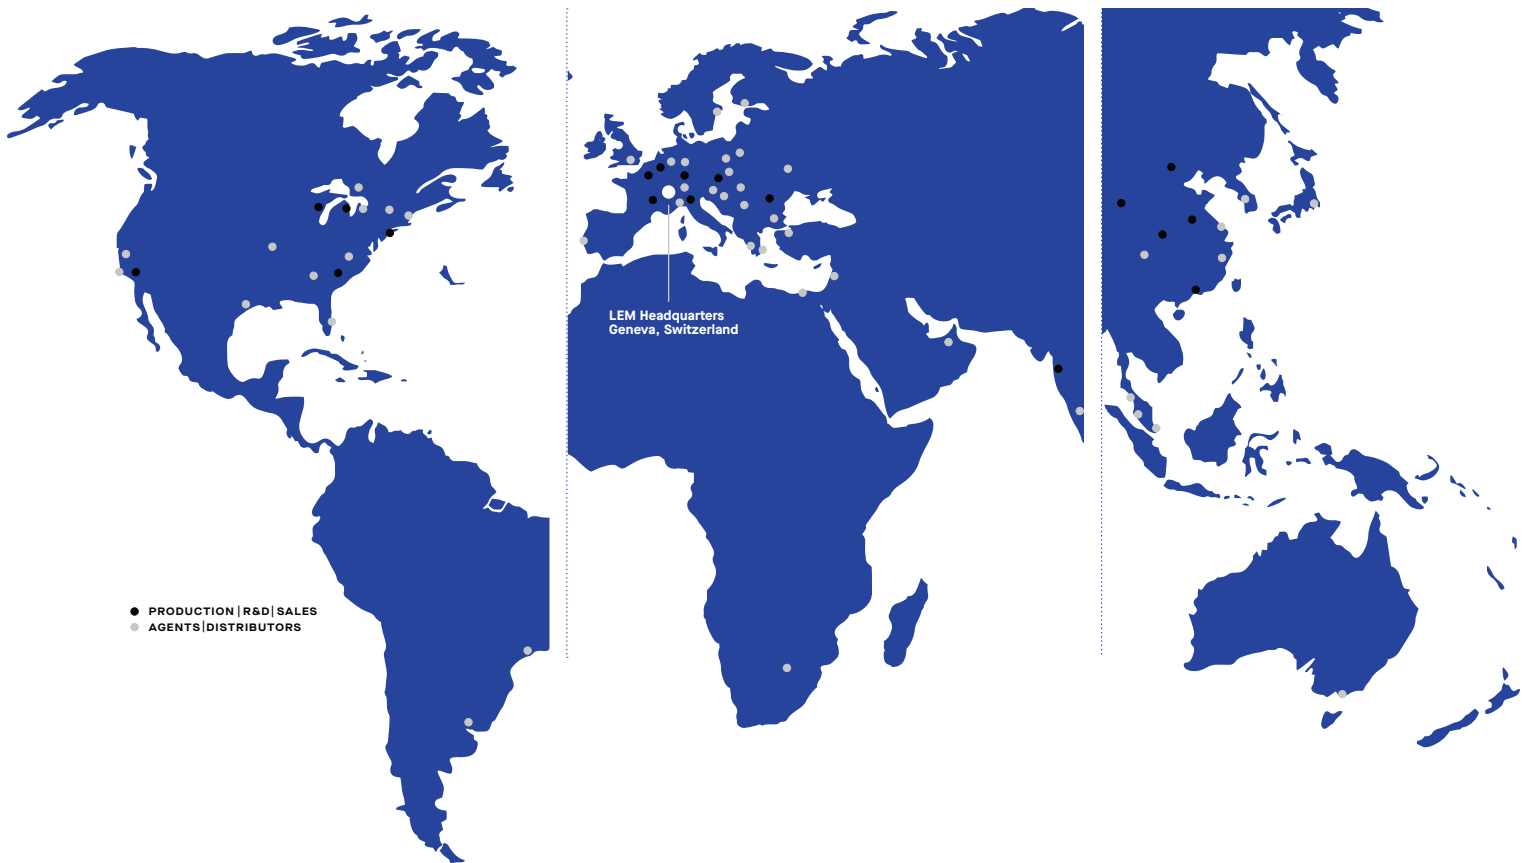 LEM Headquarters
Geneva, Switzerland
PRODUCTION | R&D | SALES
AGENTS | DISTRIBUTORS